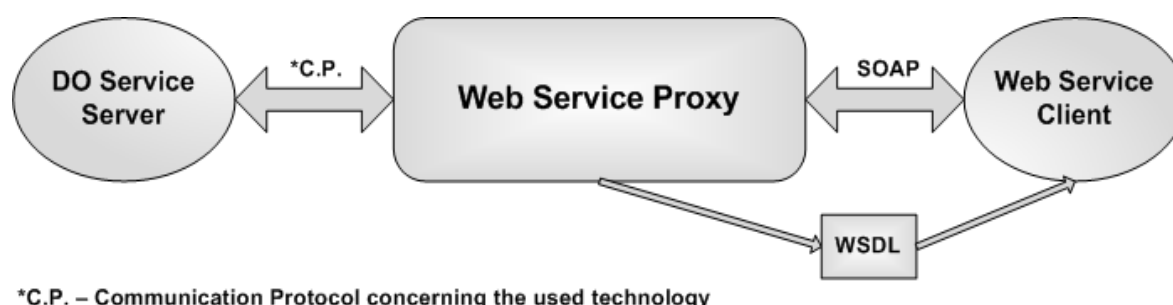 DO Service
Server
*C.P.
Web Service Proxy
SOAP
Web Service
Client
WSDL
*C.P. – Communication Protocol concerning the used technology